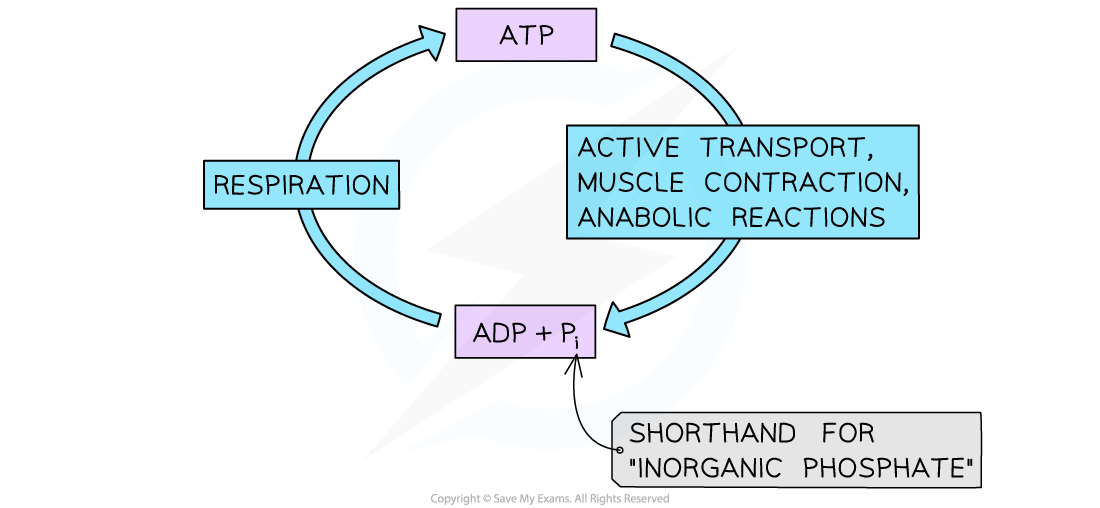 ATP
ACTIVE TRANSPORT,
MUSCLE CONTRACTION,
ANABOLIC REACTIONS
RESPIRATION
ADP + Pi
SHORTHAND FOR
"INORGANIC PHOSPHATE"
Copyright © Save My Exams. All Rights Reserved